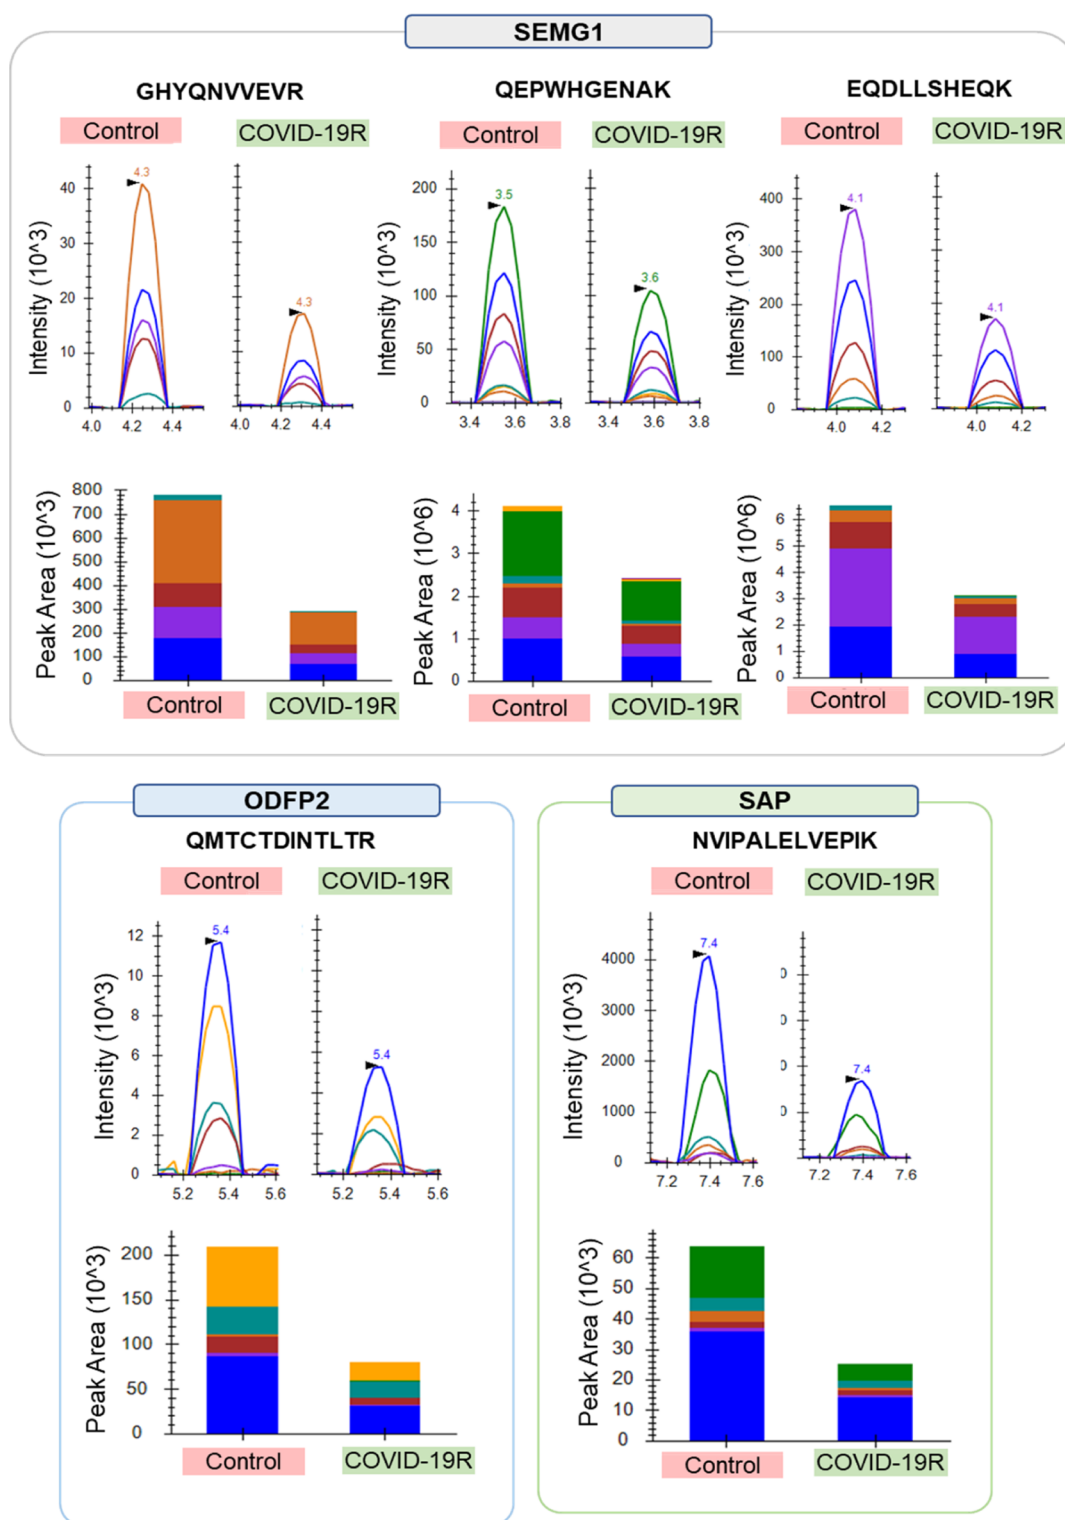 SEMG1
GHYQNVVEVR
QEPWHGENAK
EQDLLSHEQK
Control
COVID-19R
Control
COVID-19R
Control
COVID-19R
Intensity (10^3)
40
30
20
10
0
4.3
4.0 4.2 4.4
4.3
4.0 4.2 4.4
Intensity (10^3)
200
150
100
50
0
3.5
3.4 3.6 3.8
3.6
3.4 3.6 3.8
Intensity (10^3)
400
300
200
100
0
4.1
4.0 4.2
4.1
4.0 4.2
Peak Area (10^3)
800
700
600
500
400
300
200
100
0
Control
COVID-19R
Peak Area (10^6)
4
3
2
1
0
Control
COVID-19R
Peak Area (10^6)
6
5
4
3
2
1
0
Control
COVID-19R
ODFP2
QMTCTDINTLTR
Control
COVID-19R
Intensity (10^3)
12
10
8
6
4
2
0
5.4
5.2 5.4 5.6
5.4
5.2 5.4 5.6
Peak Area (10^3)
200
150
100
50
0
Control
COVID-19R
SAP
NVIPALELVEPIK
Control
COVID-19R
Intensity (10^3)
4000
3000
2000
1000
0
7.4
7.2 7.4 7.6
0
0
0
0
7.4
7.2 7.4 7.6
Peak Area (10^3)
60
50
40
30
20
10
0
Control
COVID-19R